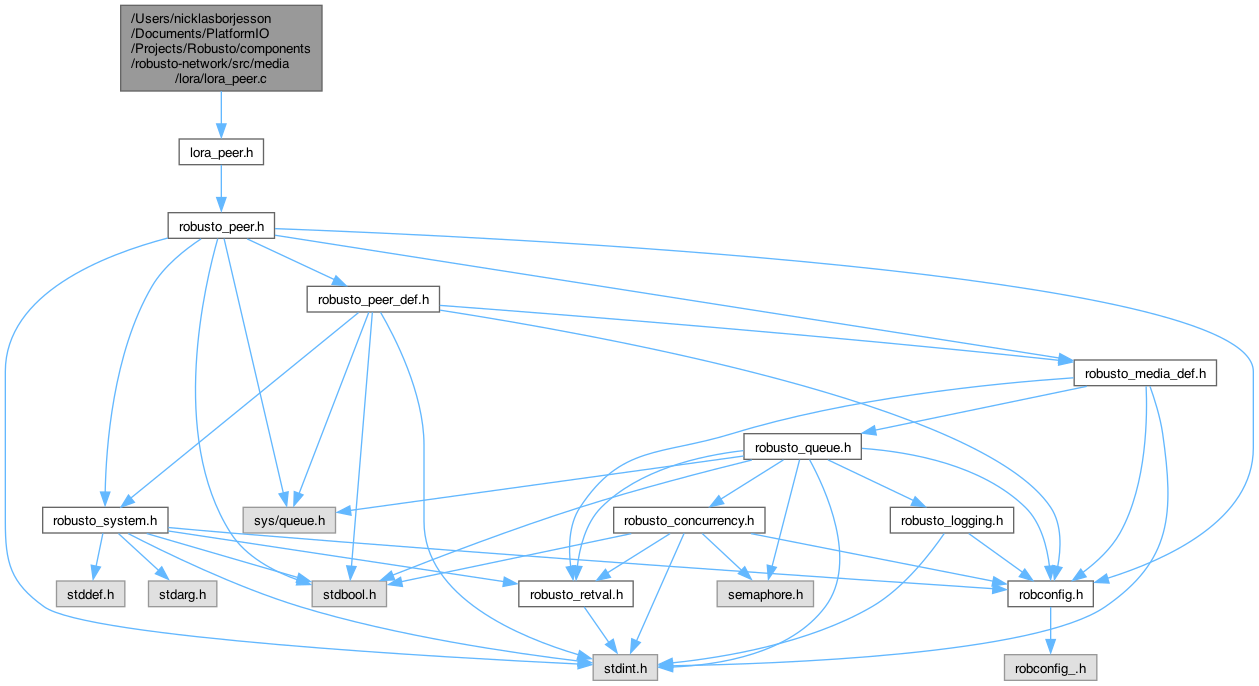 /Users/nicklasborjesson
/Documents/PlatformIO
/Projects/Robusto/components
/robusto-network/src/media
/lora/lora_peer.c
lora_peer.h
robusto_peer.h
robusto_peer_def.h
robusto_media_def.h
robusto_queue.h
robusto_system.h
sys/queue.h
robusto_concurrency.h
robusto_logging.h
stddef.h
stdarg.h
stdbool.h
robusto_retval.h
semaphore.h
robconfig.h
stdint.h
robconfig_.h